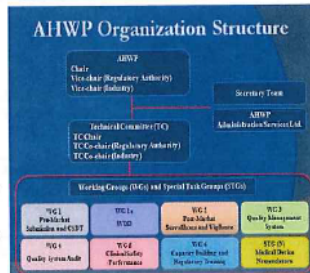 AHWP Organization Structure
AHWP
Chair
Vice-chair (Regulatory Authority)
Vice-chair (Industry)
Secretary Team
AHWP
Administration Services Ltd.
Technical Committee (TC)
TC Chair
TC Co-chair (Regulatory Authority)
TC Co-chair (Industry)
Working Groups (WGs) and Special Task Groups (STGs)
WG 1
Pre-Market
Submission and CSDT
WG 1a
WG 2
Post-Market
Surveillance and Vigilance
WG 3
Quality Management
System
WG 4
Quality System Audit
WG 5
Clinical Safety
Performance
WG 6
Capacity Building and
Regulatory Training
STG (N)
Medical Device
Nomenclature